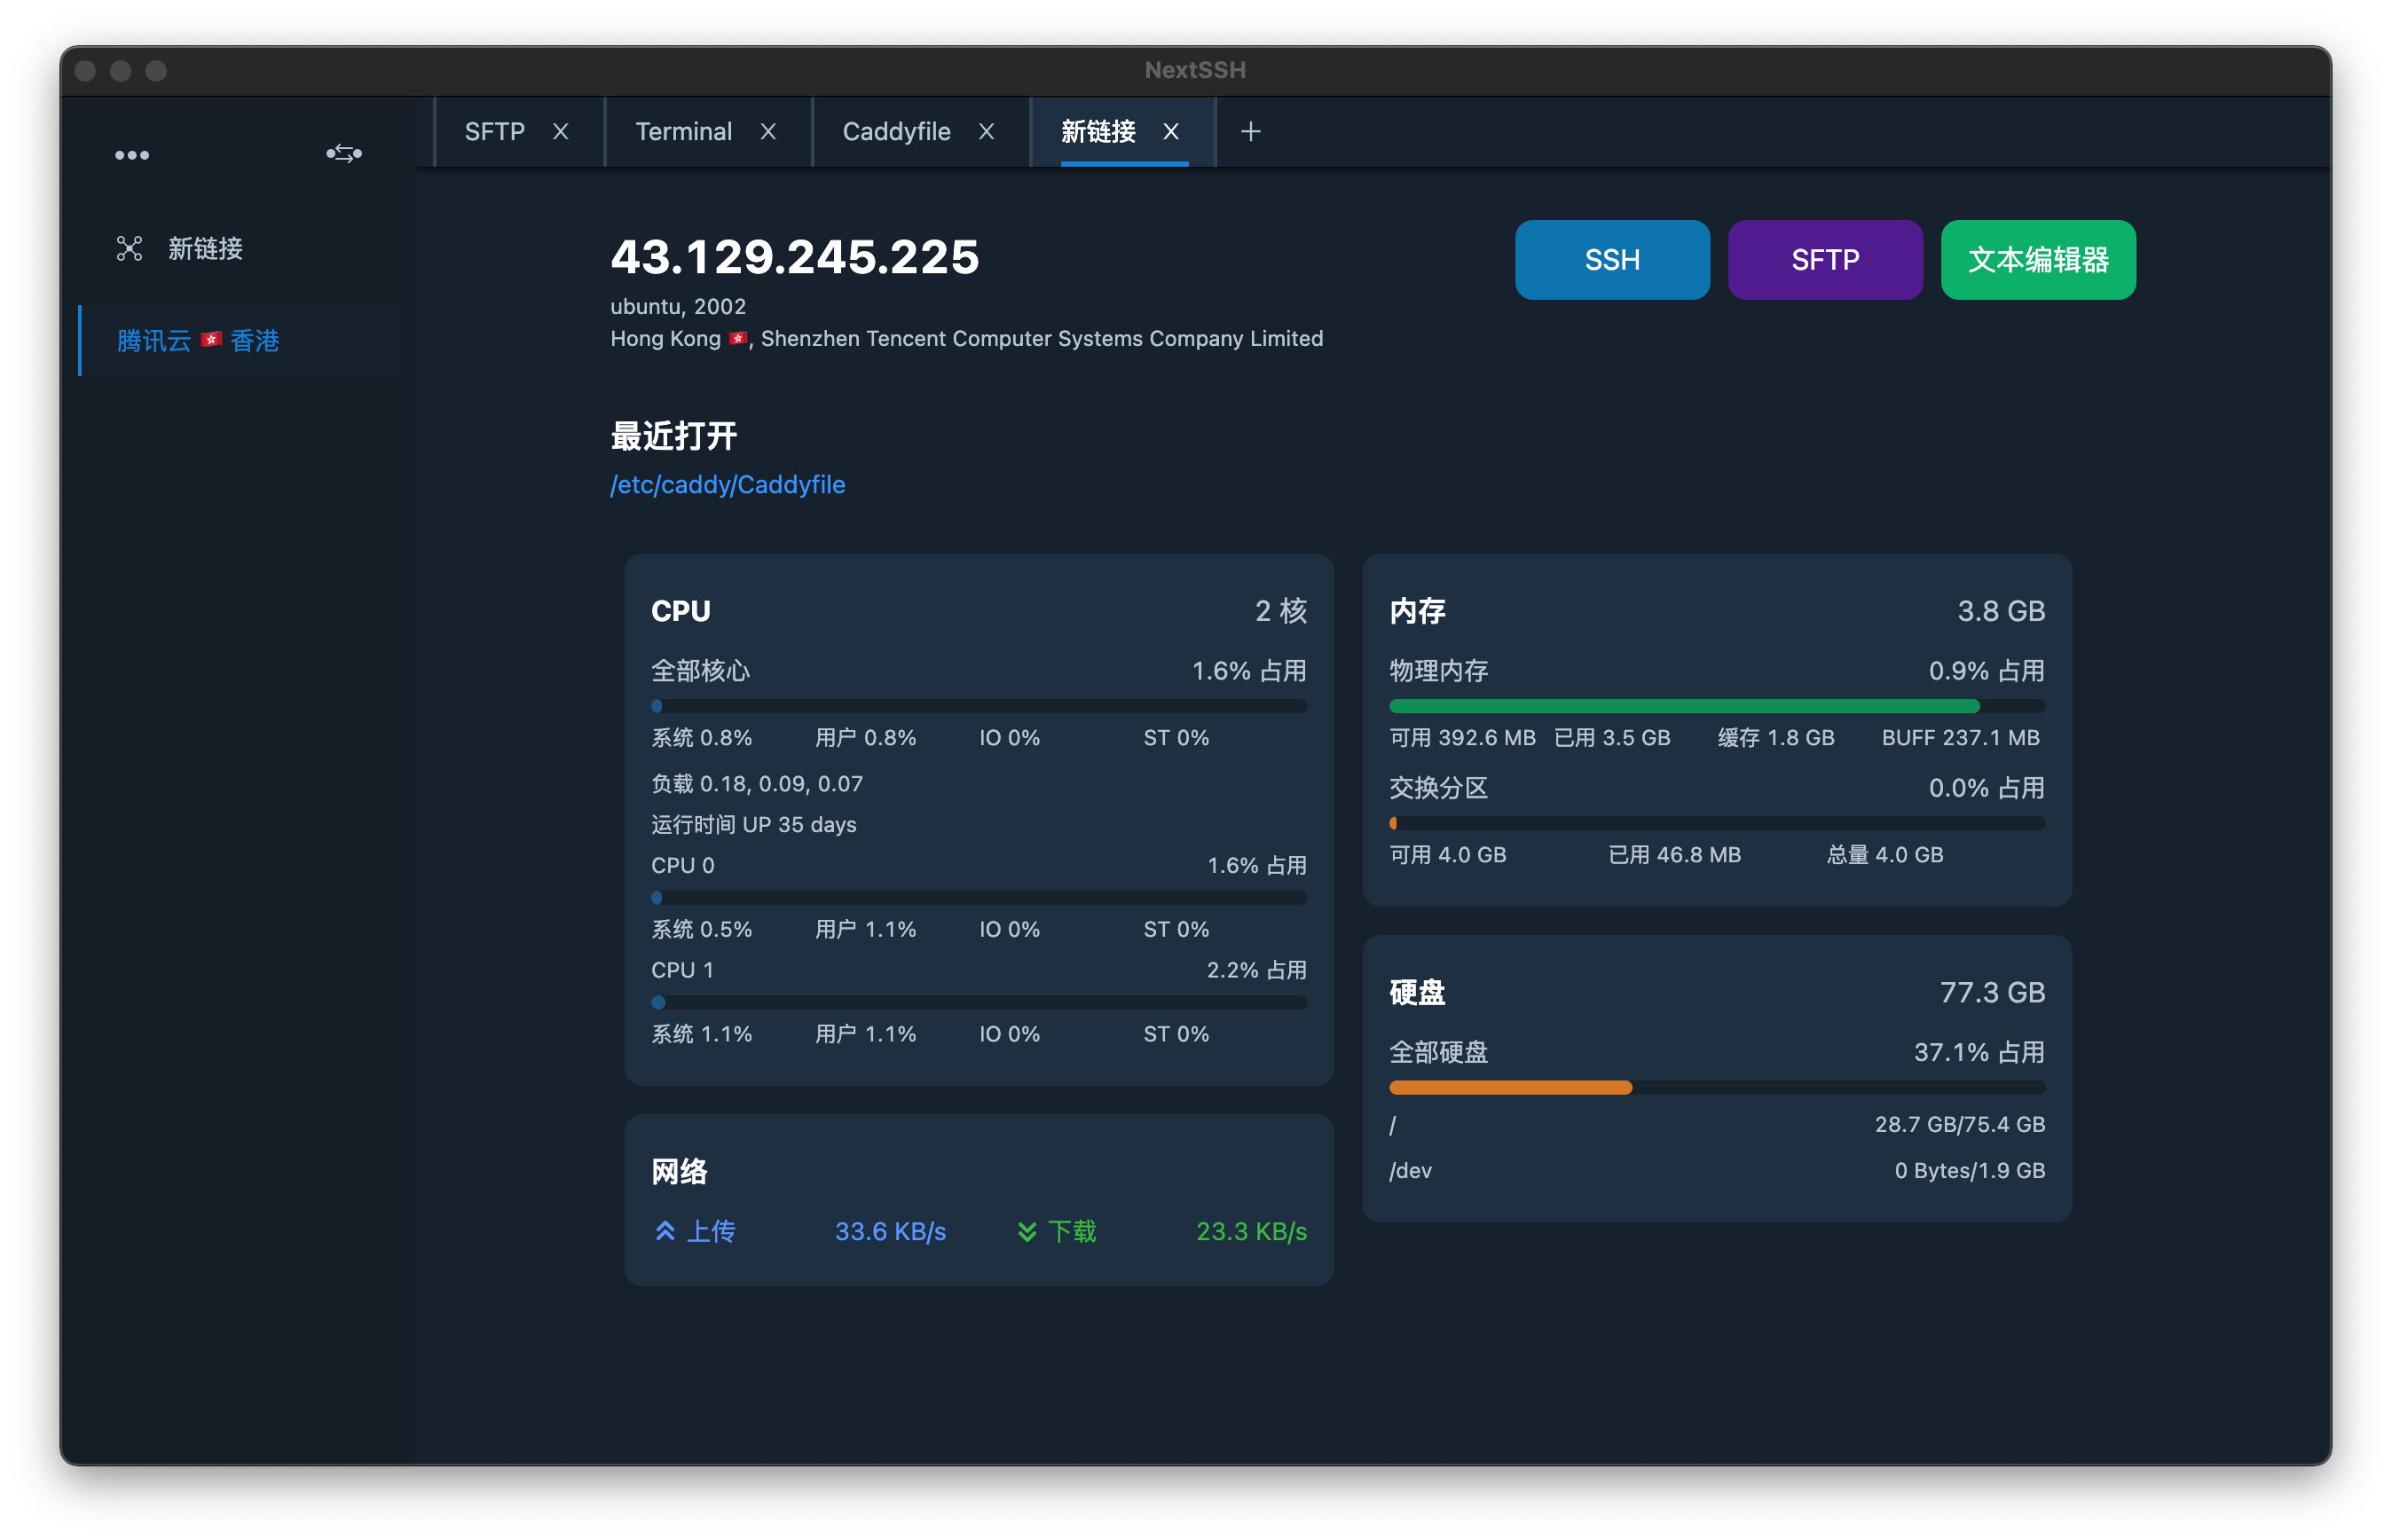 NextSSH
SFTP X Terminal X Caddyfile X 新链接 X +
新链接
腾讯云 🇭🇰 香港
43.129.245.225
SSH SFTP 文本编辑器
ubuntu, 2002
Hong Kong 🇭🇰, Shenzhen Tencent Computer Systems Company Limited
最近打开
/etc/caddy/Caddyfile
CPU 2 核
全部核心 1.6% 占用
系统 0.8% 用户 0.8% IO 0% ST 0%
负载 0.18, 0.09, 0.07
运行时间 UP 35 days
CPU 0 1.6% 占用
系统 0.5% 用户 1.1% IO 0% ST 0%
CPU 1 2.2% 占用
系统 1.1% 用户 1.1% IO 0% ST 0%
网络
上传 33.6 KB/s 下载 23.3 KB/s
内存 3.8 GB
物理内存 0.9% 占用
可用 392.6 MB 已用 3.5 GB 缓存 1.8 GB BUFF 237.1 MB
交换分区 0.0% 占用
可用 4.0 GB 已用 46.8 MB 总量 4.0 GB
硬盘 77.3 GB
全部硬盘 37.1% 占用
/ 28.7 GB/75.4 GB
/dev 0 Bytes/1.9 GB